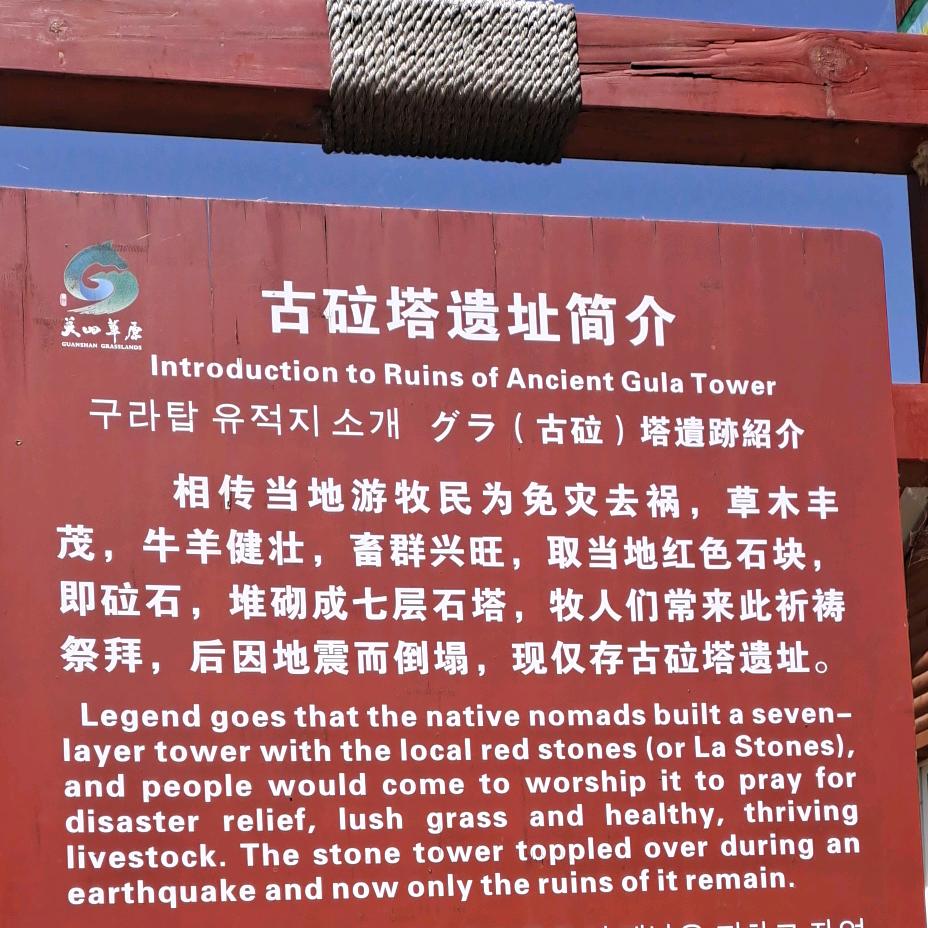 关山草原
GUANSHAN GRASSLANDS
古砬塔遗址简介
Introduction to Ruins of Ancient Gula Tower
구라탑 유적지 소개 グラ（古砬）塔遺跡紹介
相传当地游牧民为免灾去祸，草木丰
茂，牛羊健壮，畜群兴旺，取当地红色石块，
即砬石，堆砌成七层石塔，牧人们常来此祈祷
祭拜，后因地震而倒塌，现仅存古砬塔遗址。
Legend goes that the native nomads built a seven-
layer tower with the local red stones (or La Stones),
and people would come to worship it to pray for
disaster relief, lush grass and healthy, thriving
livestock. The stone tower toppled over during an
earthquake and now only the ruins of it remain.